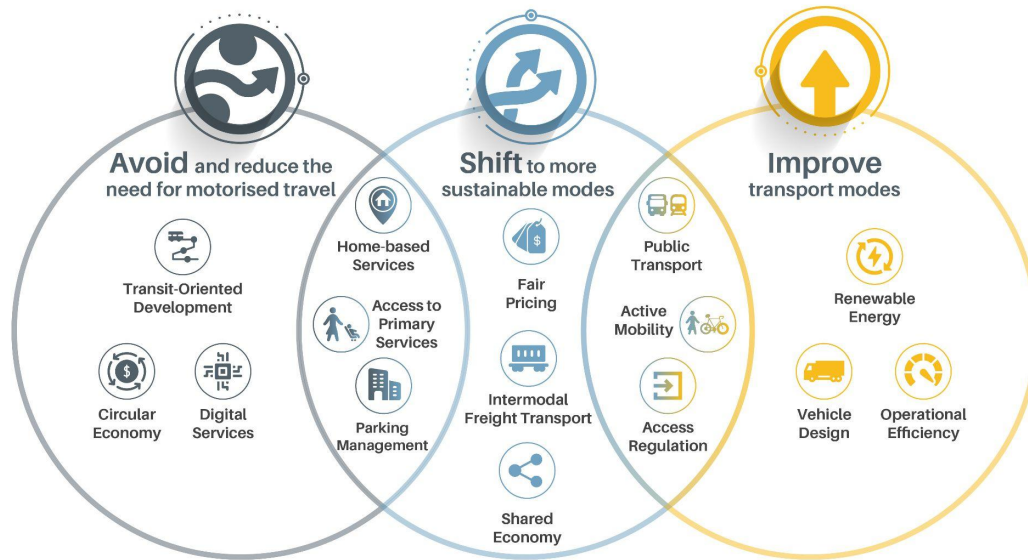 Avoid and reduce the
need for motorised travel
Transit-Oriented
Development
Circular
Economy
Digital
Services
Home-based
Services
Access to
Primary
Services
Parking
Management
Shift to more
sustainable modes
$
Fair
Pricing
Intermodal
Freight Transport
Shared
Economy
Public
Transport
Active
Mobility
Access
Regulation
Improve
transport modes
Renewable
Energy
Vehicle
Design
Operational
Efficiency
$